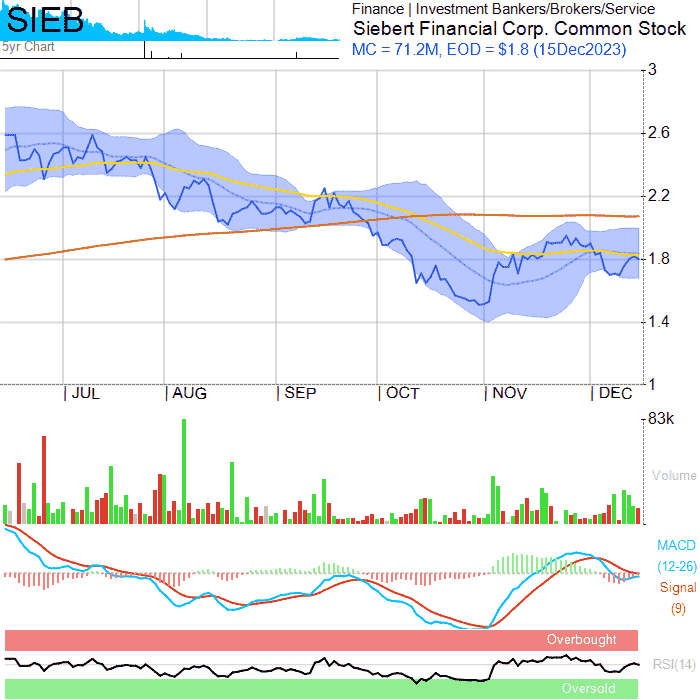 SIEB
5yr Chart
Finance | Investment Bankers/Brokers/Service
Siebert Financial Corp. Common Stock
MC = 71.2M, EOD = $1.8 (15Dec2023)
3
2.6
2.2
1.8
1.4
1
| JUL | AUG | SEP | OCT | NOV | DEC
83k
Volume
MACD
(12-26)
Signal
(9)
Overbought
RSI(14)
Oversold